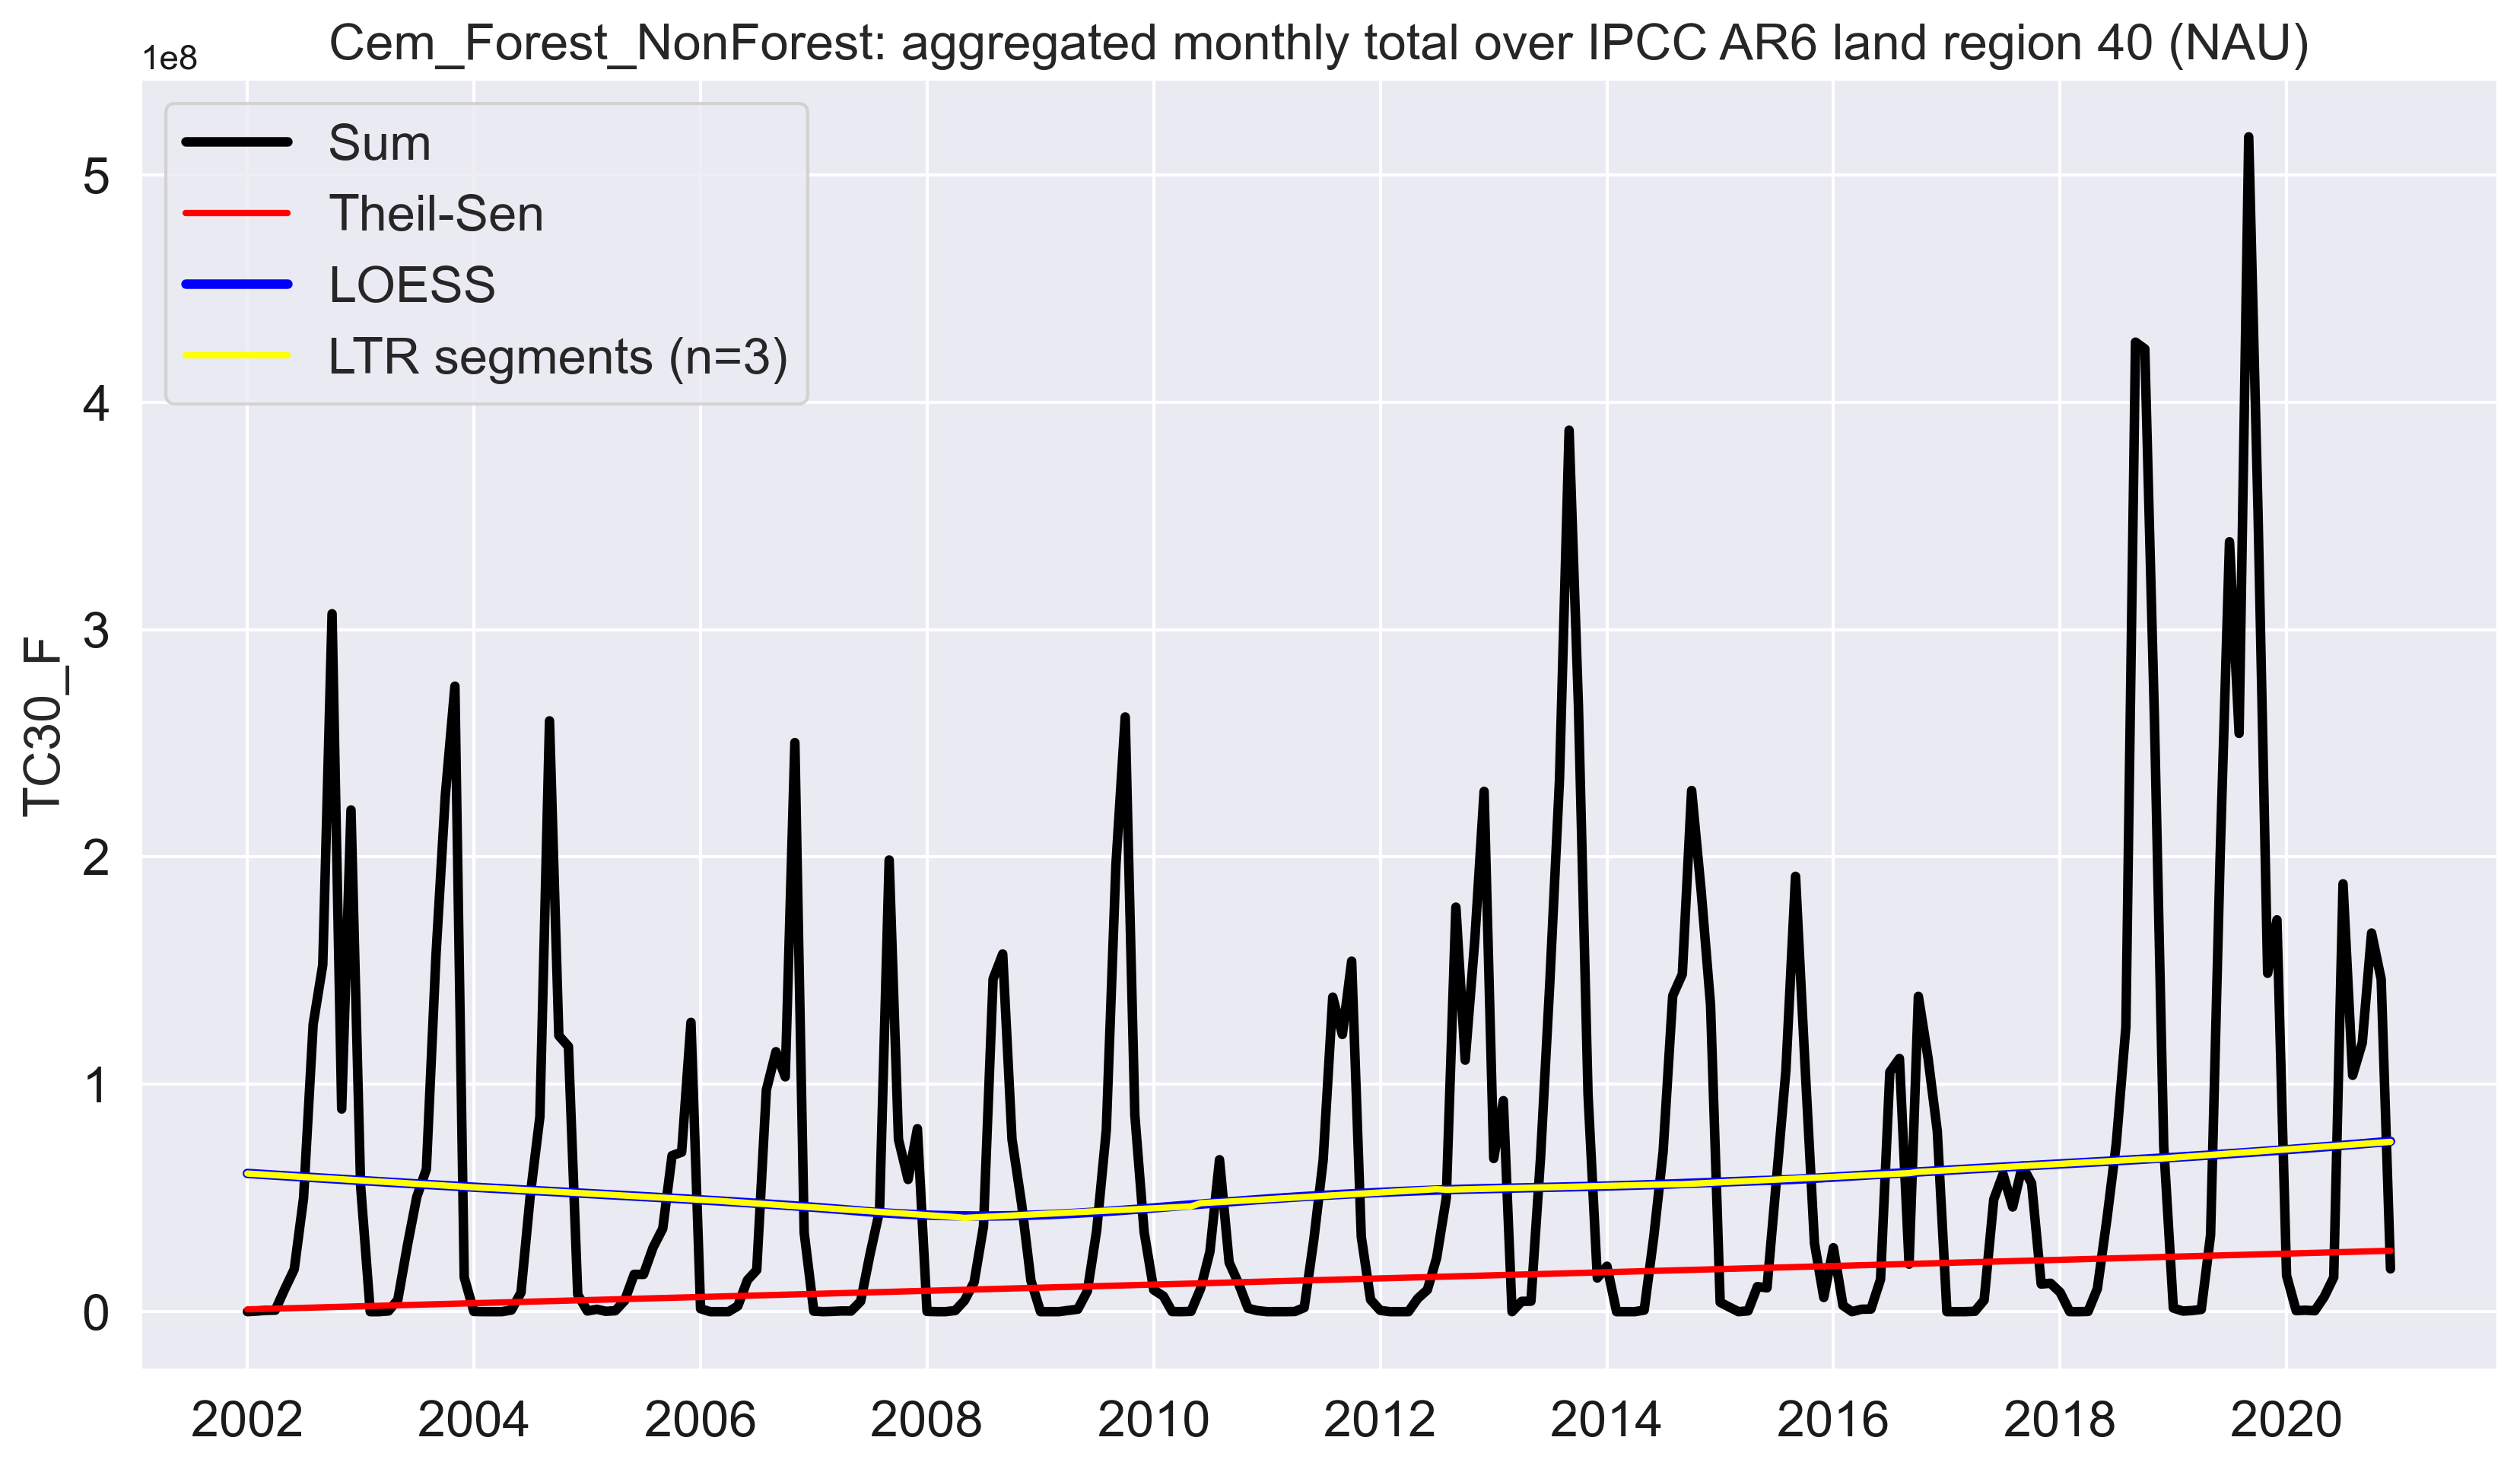 Cem_Forest_NonForest: aggregated monthly total over IPCC AR6 land region 40 (NAU)
1e8
Sum
Theil-Sen
LOESS
LTR segments (n=3)
5
4
3
2
1
0
TC30_F
2002 2004 2006 2008 2010 2012 2014 2016 2018 2020